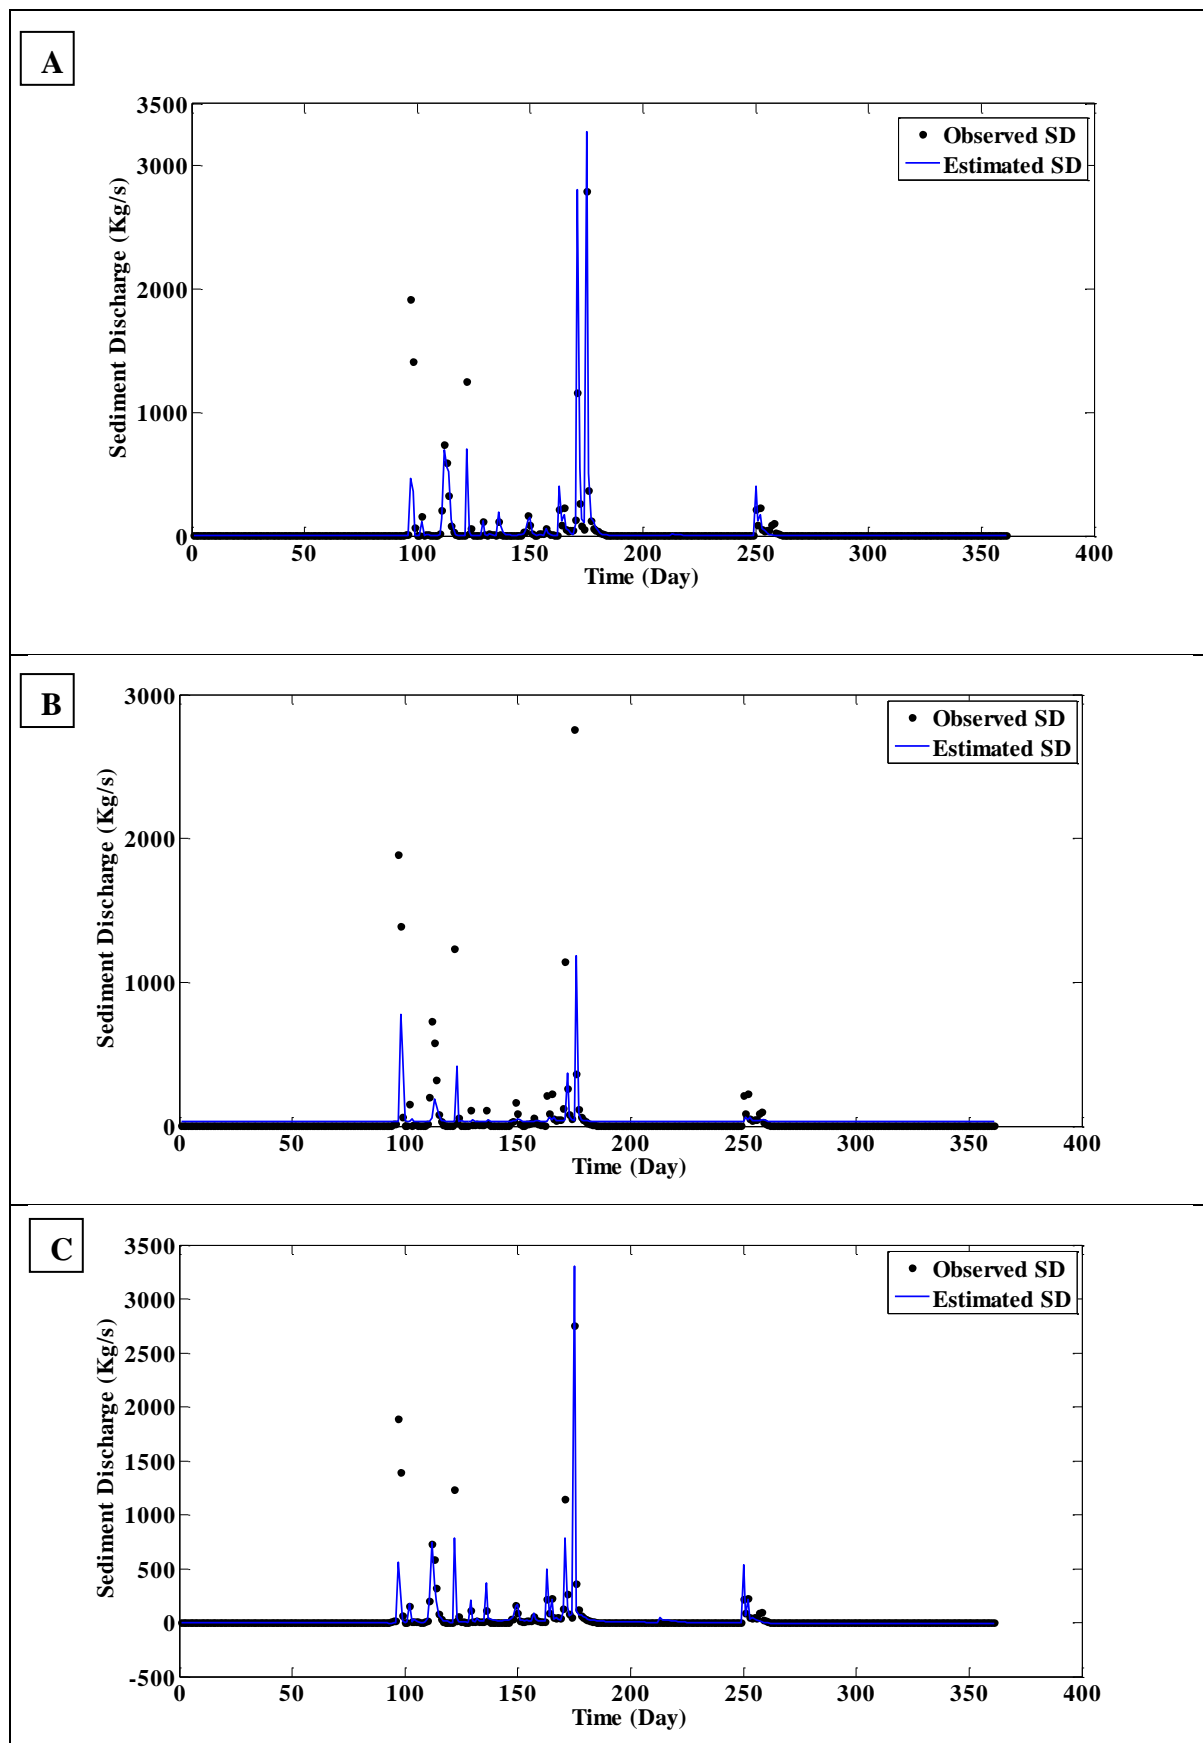 A
3500
3000
2000
1000
0
Sediment Discharge (Kg/s)
Observed SD
Estimated SD
0 50 100 150 200 250 300 350 400
Time (Day)
B
3000
2000
1000
0
Sediment Discharge (Kg/s)
Observed SD
Estimated SD
0 50 100 150 200 250 300 350 400
Time (Day)
C
3500
3000
2500
2000
1500
1000
500
0
-500
Sediment Discharge (Kg/s)
Observed SD
Estimated SD
0 50 100 150 200 250 300 350 400
Time (Day)